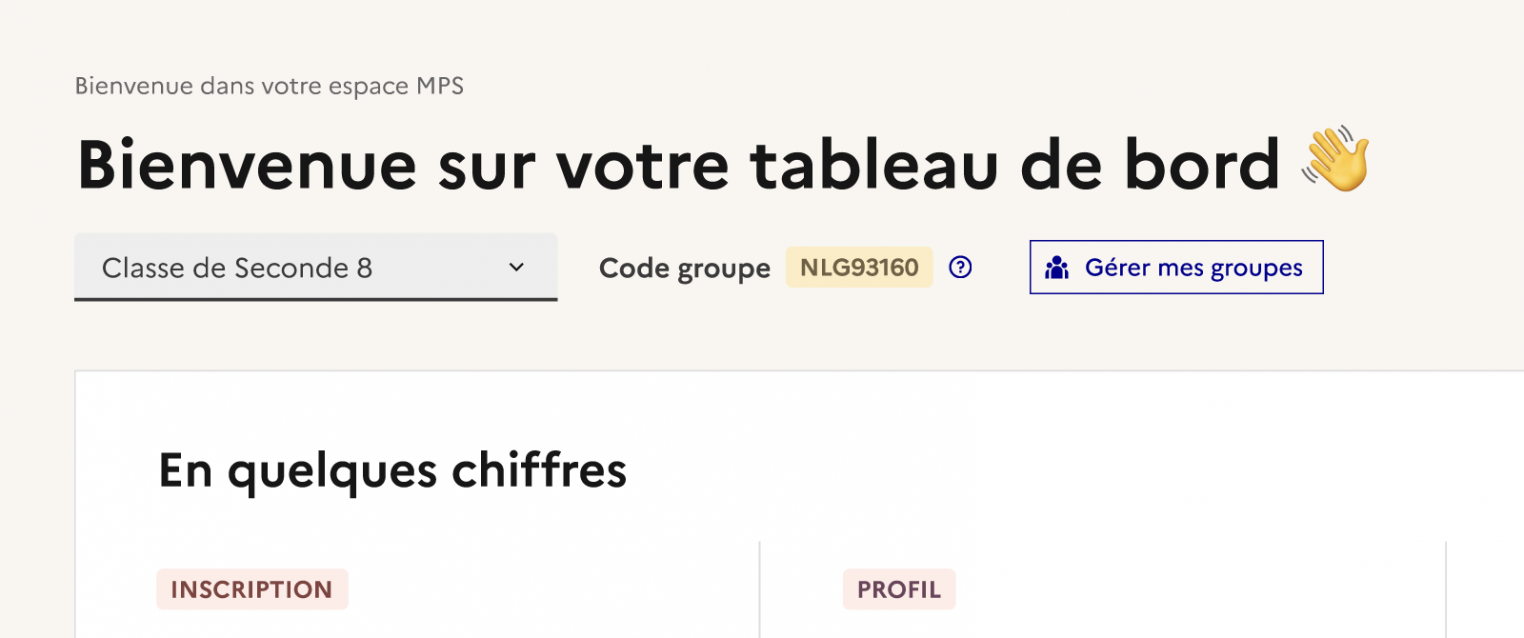 Bienvenue dans votre espace MPS
Bienvenue sur votre tableau de bord 👋
Classe de Seconde 8 Code groupe NLG93160 Gérer mes groupes
En quelques chiffres
INSCRIPTION PROFIL